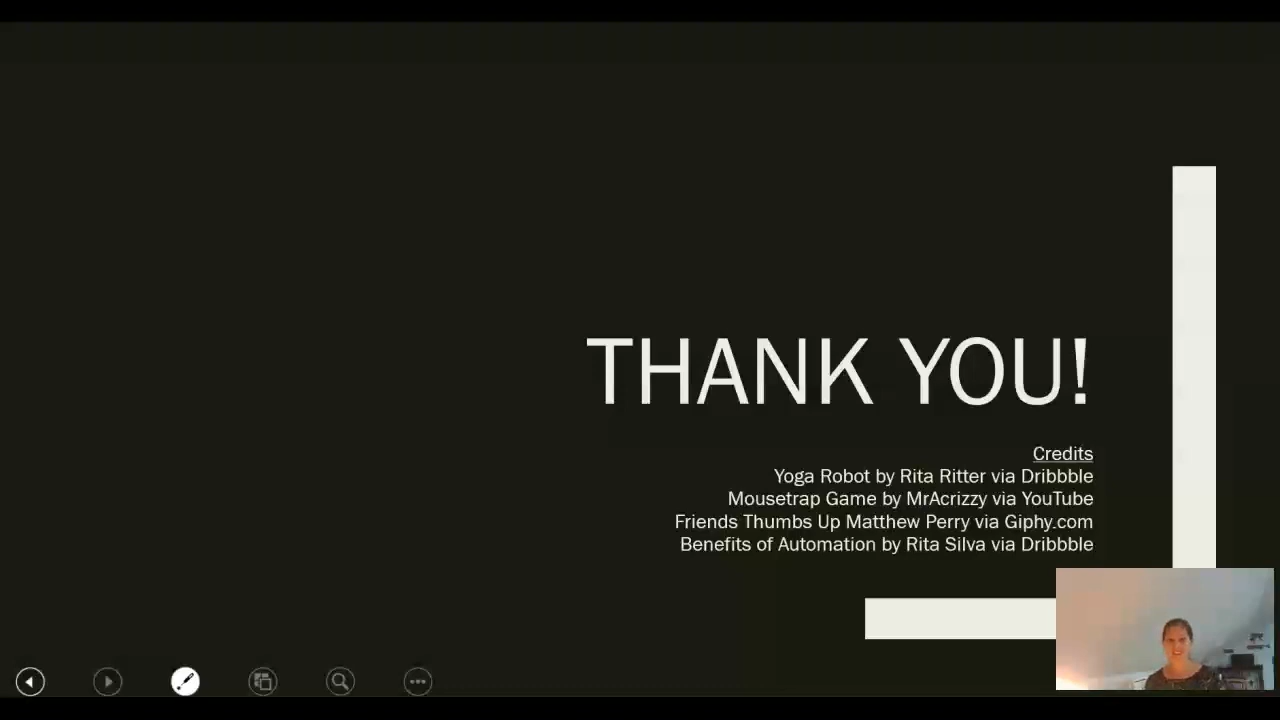 THANK YOU!
Credits
Yoga Robot by Rita Ritter via Dribbble
Mousetrap Game by MrAcrizzy via YouTube
Friends Thumbs Up Matthew Perry via Giphy.com
Benefits of Automation by Rita Silva via Dribbble